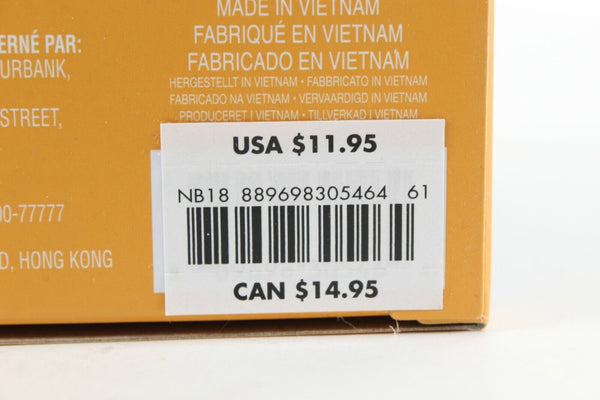 MADE IN VIETNAM
FABRIQUÉ EN VIETNAM
FABRICADO EN VIETNAM
HERGESTELLT IN VIETNAM • FABBRICATO IN VIETNAM
FABRICADO NA VIETNAM • VERVAARDIGD IN VIETNAM
PRODUCERET I VIETNAM • TILLVERKAD I VIETNAM
ERNÉ PAR:
URBANK,
STREET,
00-77777
D, HONG KONG
USA $11.95
NB18 889698305464 61
CAN $14.95